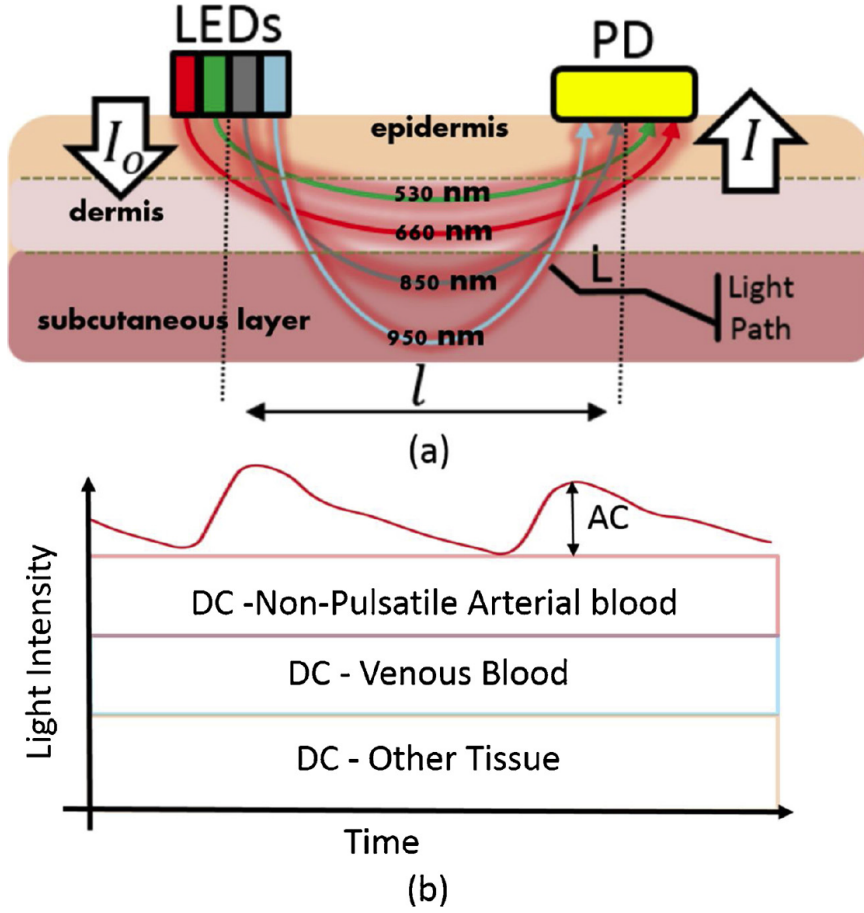 LEDs
PD
I₀
epidermis
I
530 nm
dermis
660 nm
L
850 nm
Light
Path
subcutaneous layer
950 nm
l
(a)
AC
DC -Non-Pulsatile Arterial blood
DC - Venous Blood
DC - Other Tissue
Light Intensity
Time
(b)